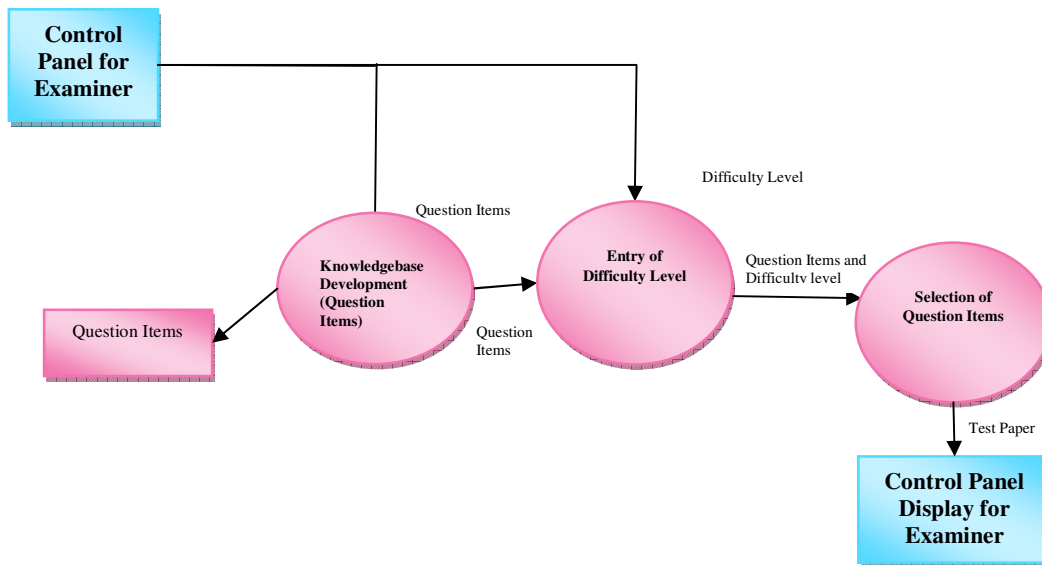 Control
Panel for
Examiner
Difficulty Level
Question Items
Knowledgebase
Development
(Question
Items)
Question Items
Question
Items
Entry of
Difficulty Level
Question Items and
Difficulty level
Selection of
Question Items
Test Paper
Control Panel
Display for
Examiner